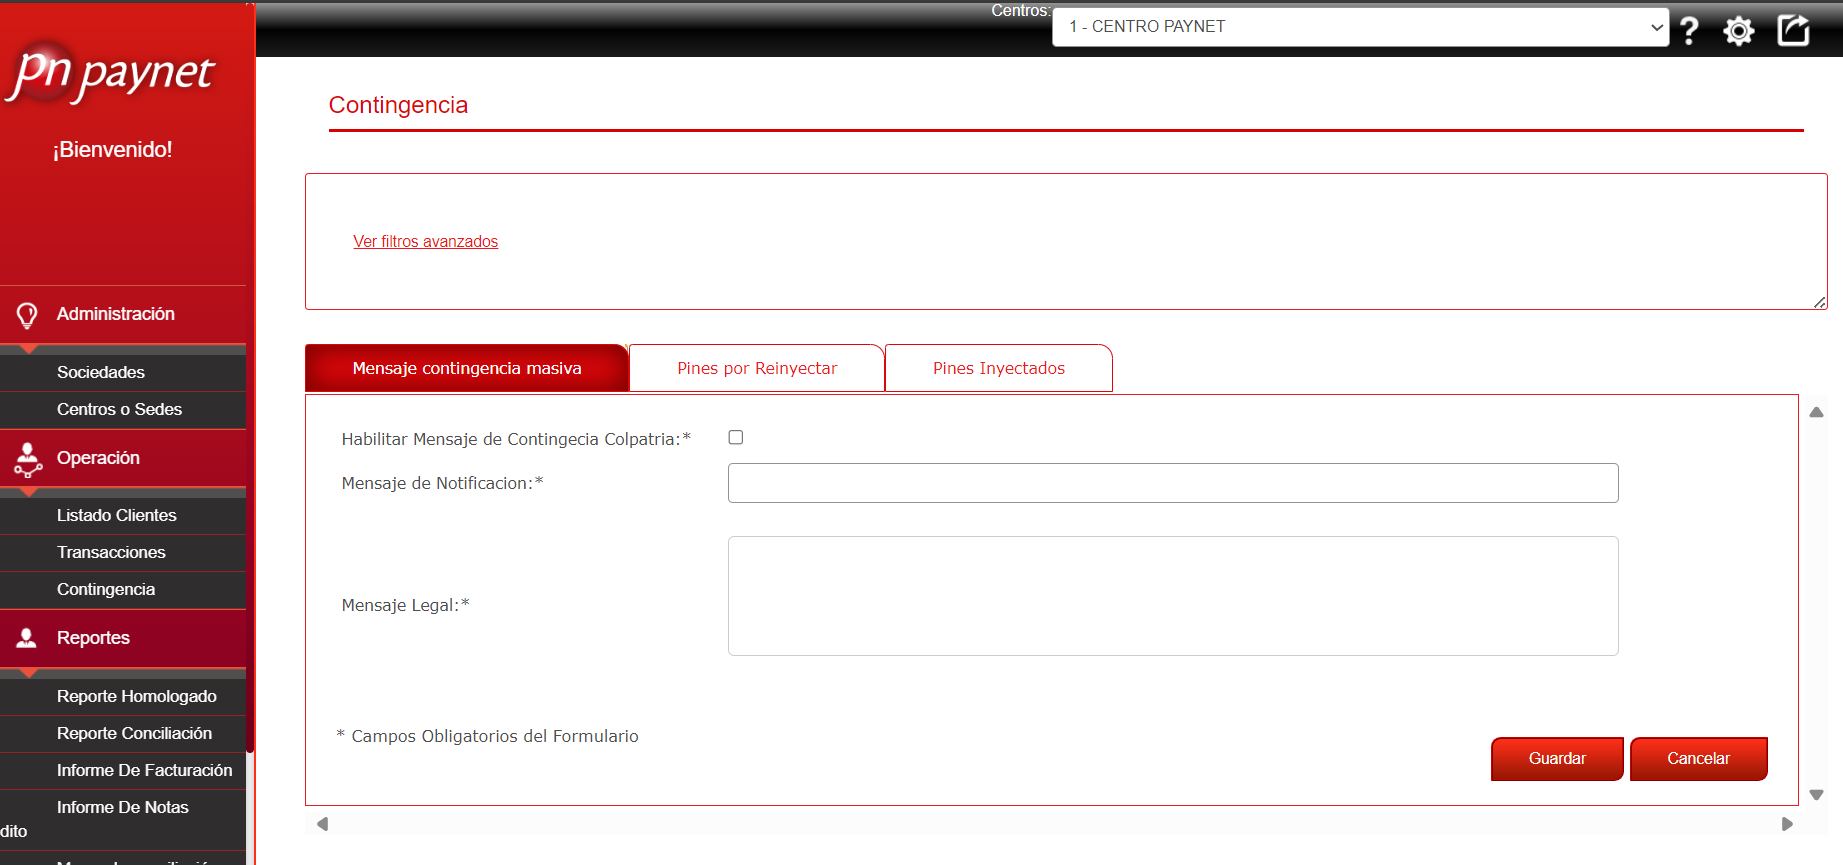 Centros:
1 - CENTRO PAYNET
?
pn paynet
¡Bienvenido!
Administración
Sociedades
Centros o Sedes
Operación
Listado Clientes
Transacciones
Contingencia
Reportes
Reporte Homologado
Reporte Conciliación
Informe De Facturación
Informe De Notas
dito
Contingencia
Ver filtros avanzados
Mensaje contingencia masiva
Pines por Reinyectar
Pines Inyectados
Habilitar Mensaje de Contingecia Colpatria:*
Mensaje de Notificacion:*
Mensaje Legal:*
* Campos Obligatorios del Formulario
Guardar
Cancelar